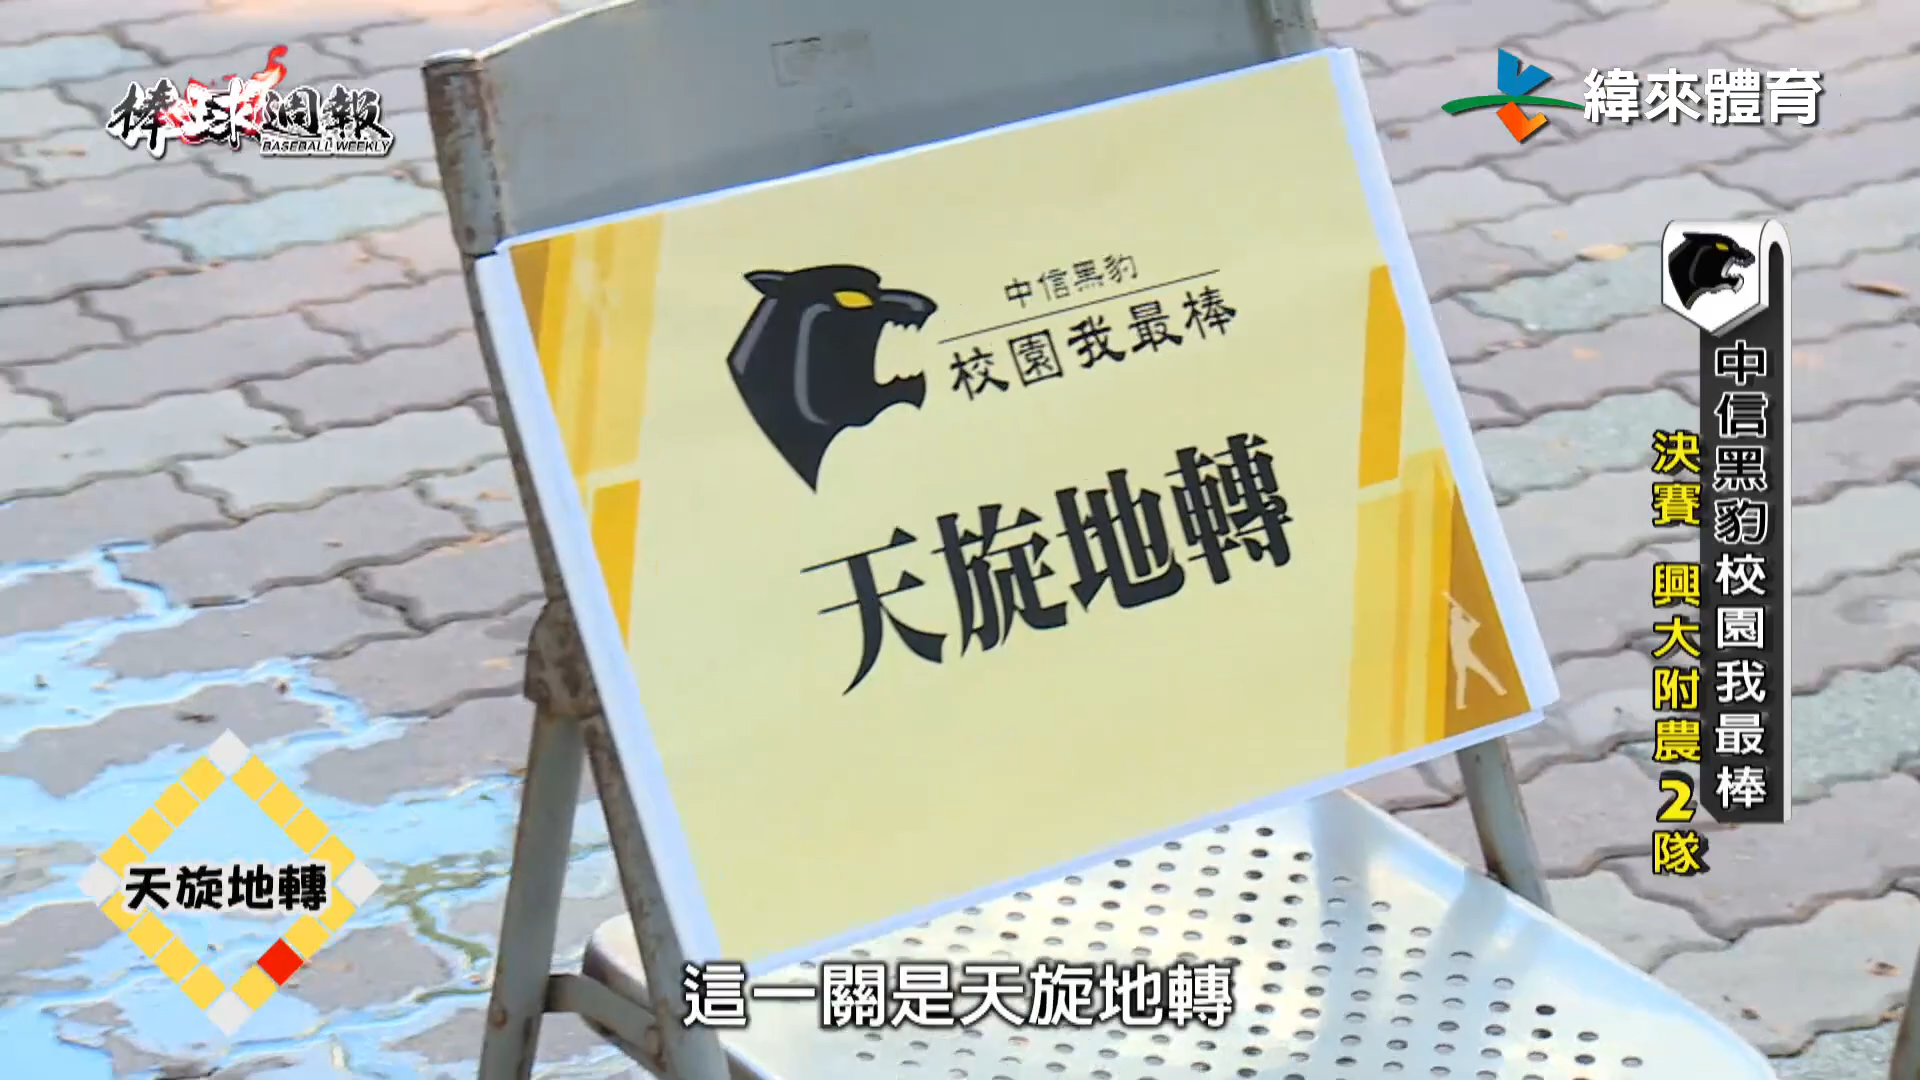 棒球週報
BASEBALL WEEKLY
緯來體育
中信黑豹
校園我最棒
天旋地轉
中信黑豹校園我最棒
決賽 興大附農2隊
天旋地轉
這一關是天旋地轉